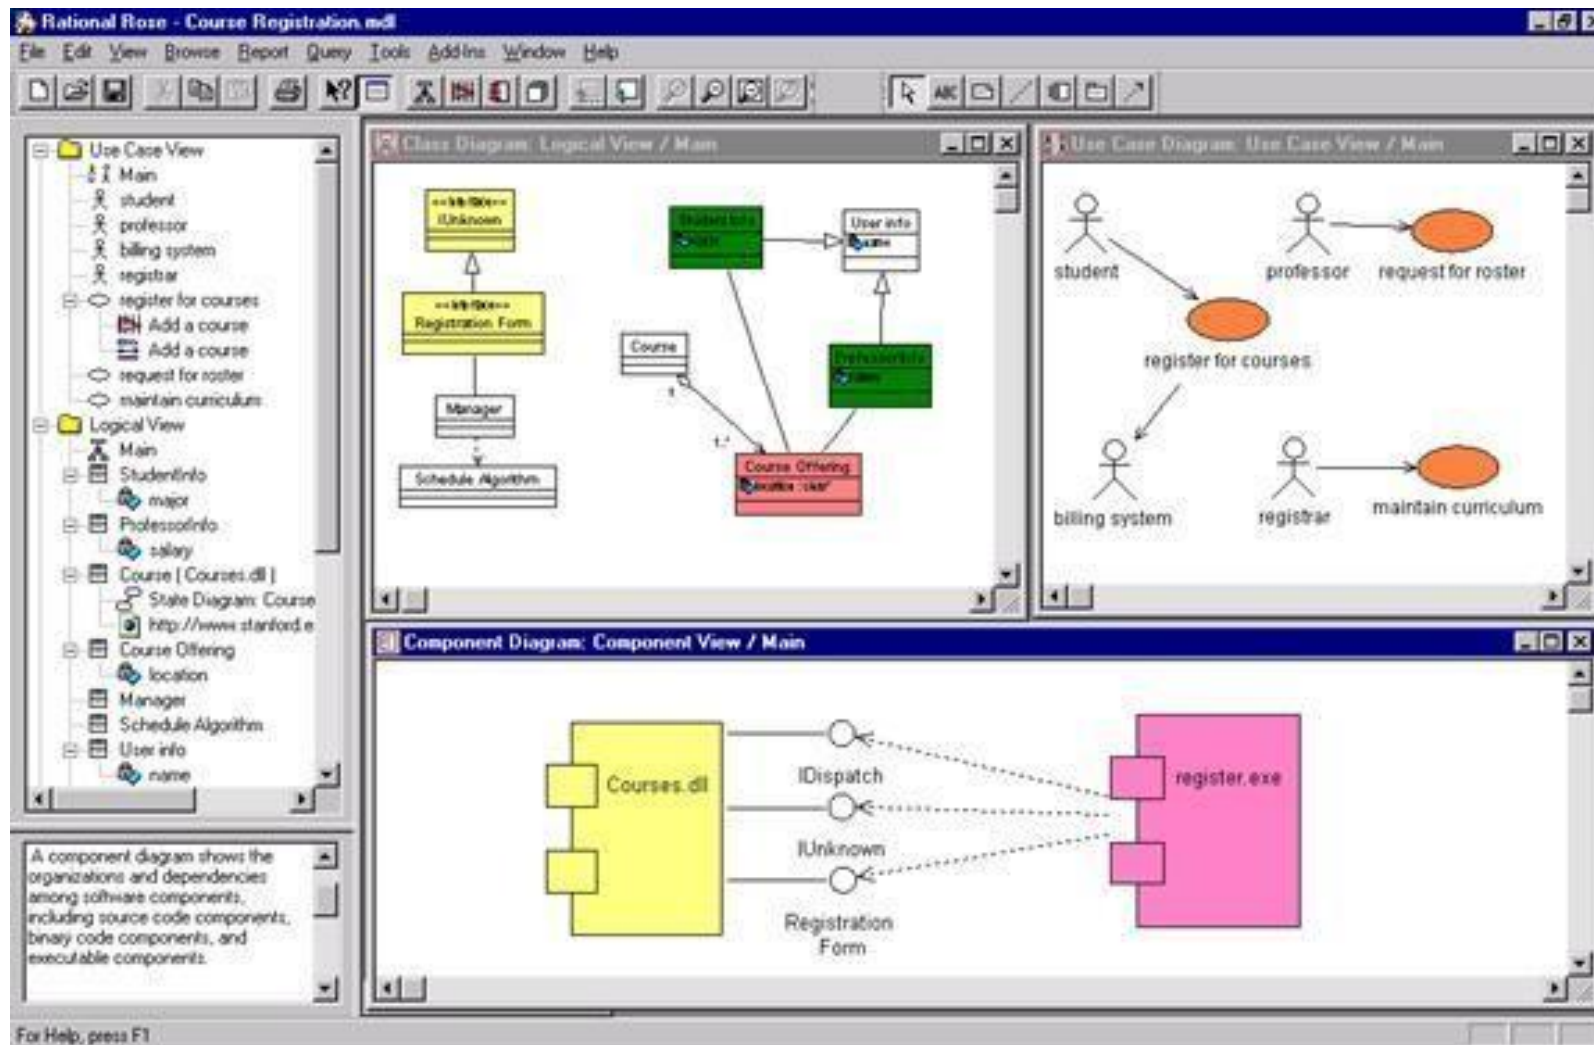 Rational Rose - Course Registration.mdl
File Edit View Browse Report Query Tools Add-Ins Window Help
ABC
Use Case View
Main
student
professor
billing system
registrar
register for courses
Add a course
Add a course
request for roster
maintain curriculum
Logical View
Main
StudentInfo
major
ProfessorInfo
salary
Course ( Courses.dll )
State Diagram: Course
http://www.stanford.e
Course Offering
location
Manager
Schedule Algorithm
User info
name
A component diagram shows the
organizations and dependencies
among software components,
including source code components,
binary code components, and
executable components.
Class Diagram: Logical View / Main
IUnknown
Registration Form
Manager
Schedule Algorithm
StudentInfo
User info
Course
1
ProfessorInfo
1..*
Course Offering
location
Use Case Diagram: Use Case View / Main
student
professor
request for roster
register for courses
billing system
registrar
maintain curriculum
Component Diagram: Component View / Main
Courses.dll
IDispatch
IUnknown
Registration
Form
register.exe
For Help, press F1